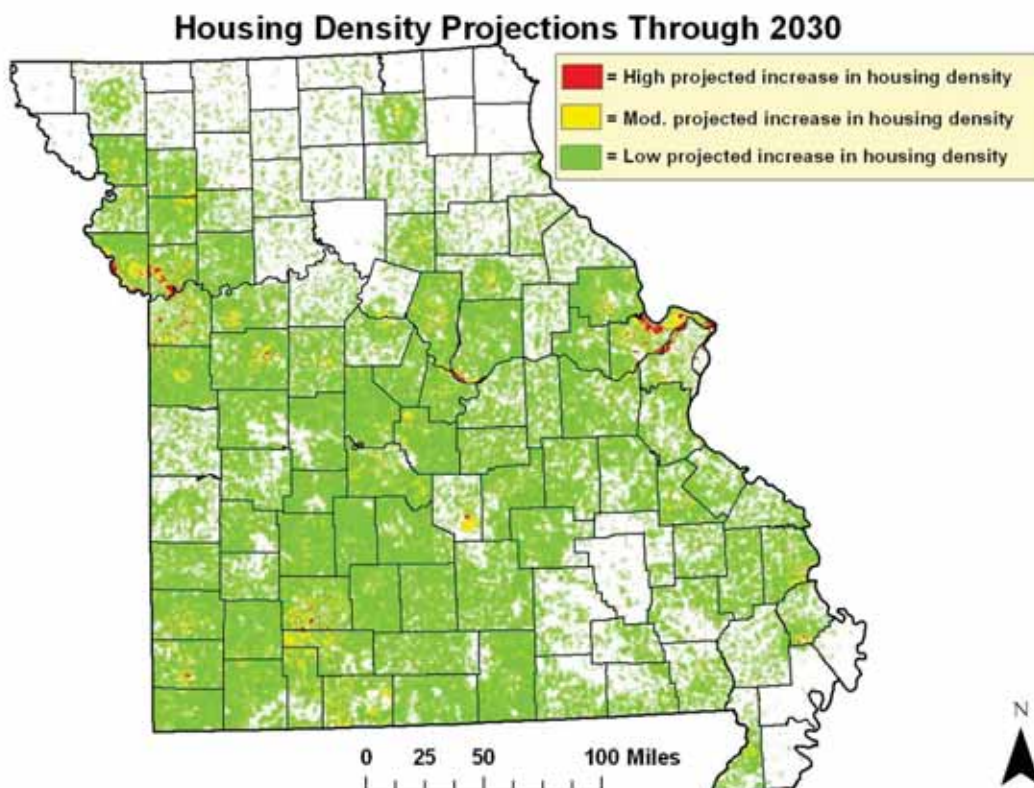 Housing Density Projections Through 2030
= High projected increase in housing density
= Mod. projected increase in housing density
= Low projected increase in housing density
N
0 25 50 100 Miles